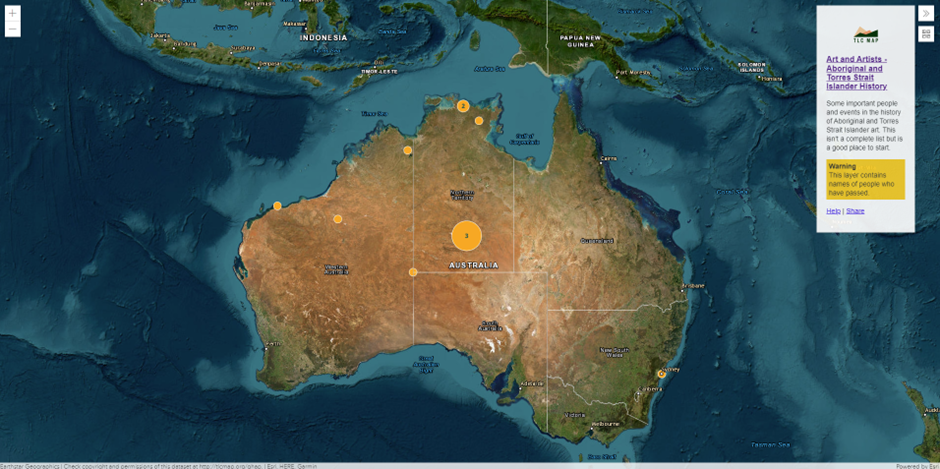 INDONESIA
PAPUA NEW
GUINEA
Port Moresby
SOLOMON
ISLANDS
Honiara
TIMOR-LESTE
Timor Sea
Gulf of
Carpentaria
Cairns
Northern
Territory
2
3
AUSTRALIA
Queensland
Western
Australia
South
Australia
Brisbane
New South
Wales
Perth
Great
Australian
Bight
Sydney
Canberra
Adelaide
Victoria
Melbourne
Tasman Sea
TLC MAP
Art and Artists -
Aboriginal and
Torres Strait
Islander History
Some important people
and events in the history
of Aboriginal and Torres
Strait Islander art. This
isn't a complete list but is
a good place to start.
Warning
This layer contains
names of people who
have passed.
Help | Share
Earthstar Geographics | Check copyright and permissions of this dataset at http://tlcmap.org/ghap. | Esri, HERE, Garmin
Powered by Esri